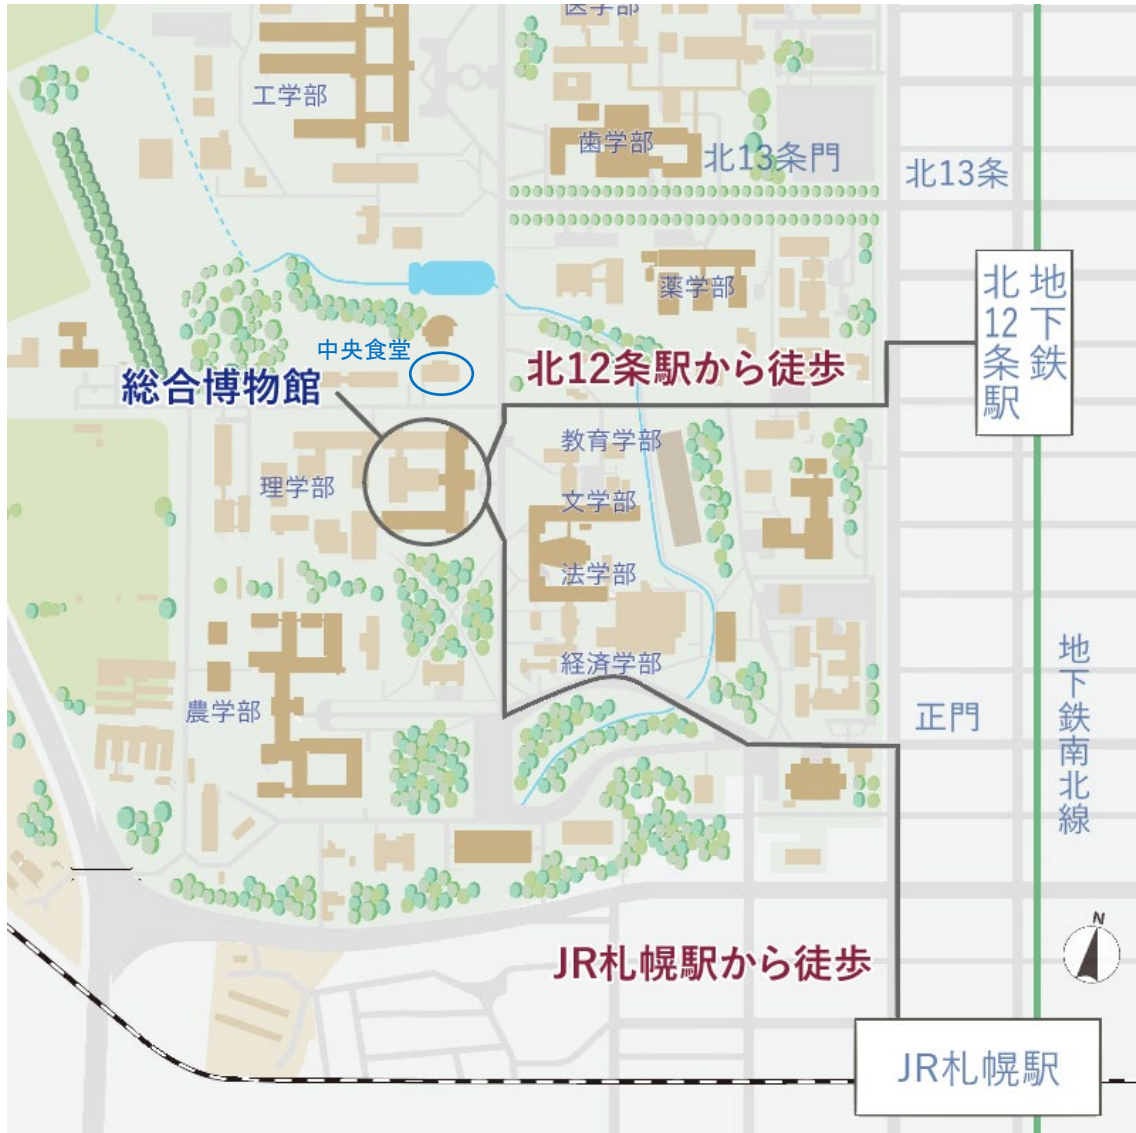 医学部
工学部
歯学部
北13条門
北13条
地下鉄
北12条駅
薬学部
中央食堂
北12条駅から徒歩
総合博物館
教育学部
理学部
文学部
法学部
経済学部
農学部
正門
地下鉄南北線
N
JR札幌駅から徒歩
JR札幌駅